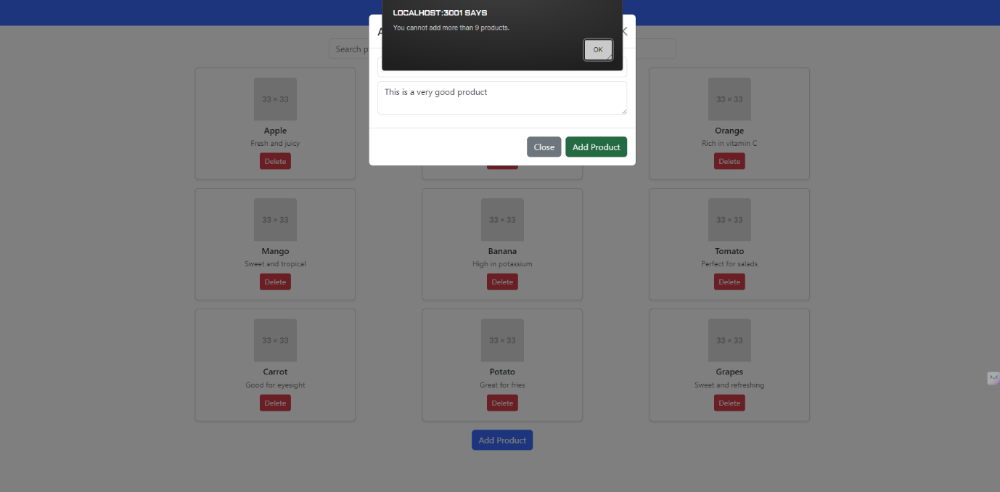 LOCALHOST:3001 SAYS
You cannot add more than 9 products.
OK
Search
This is a very good product
Close
Add Product
33 × 33
33 × 33
Apple
Orange
Fresh and juicy
Rich in vitamin C
Delete
Delete
33 × 33
33 × 33
33 × 33
Mango
Banana
Tomato
Sweet and tropical
High in potassium
Perfect for salads
Delete
Delete
Delete
33 × 33
33 × 33
33 × 33
Carrot
Potato
Grapes
Good for eyesight
Great for fries
Sweet and refreshing
Delete
Delete
Delete
Add Product